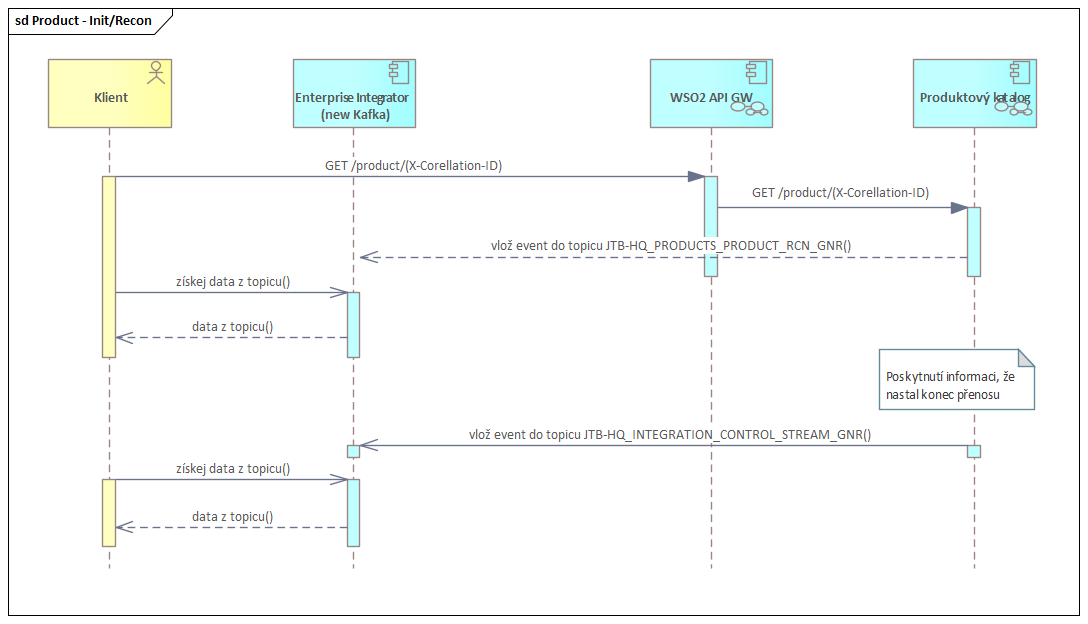 sd Product - Init/Recon
Klient
Enterprise Integrator
(new Kafka)
WSO2 API GW
Produktový katalog
GET /product/(X-Corellation-ID)
GET /product/(X-Corellation-ID)
vlož event do topicu JTB-HQ_PRODUCTS_PRODUCT_RCN_GNR()
získej data z topicu()
data z topicu()
Poskytnutí informaci, že
nastal konec přenosu
vlož event do topicu JTB-HQ_INTEGRATION_CONTROL_STREAM_GNR()
získej data z topicu()
data z topicu()